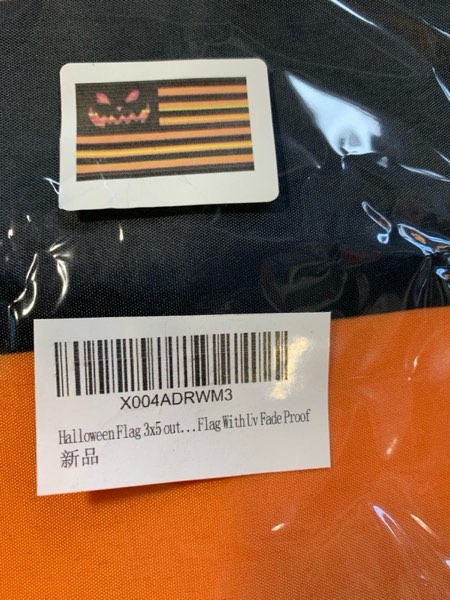 X004ADRWM3
Halloween Flag 3x5 out...Flag With Uv Fade Proof
新品